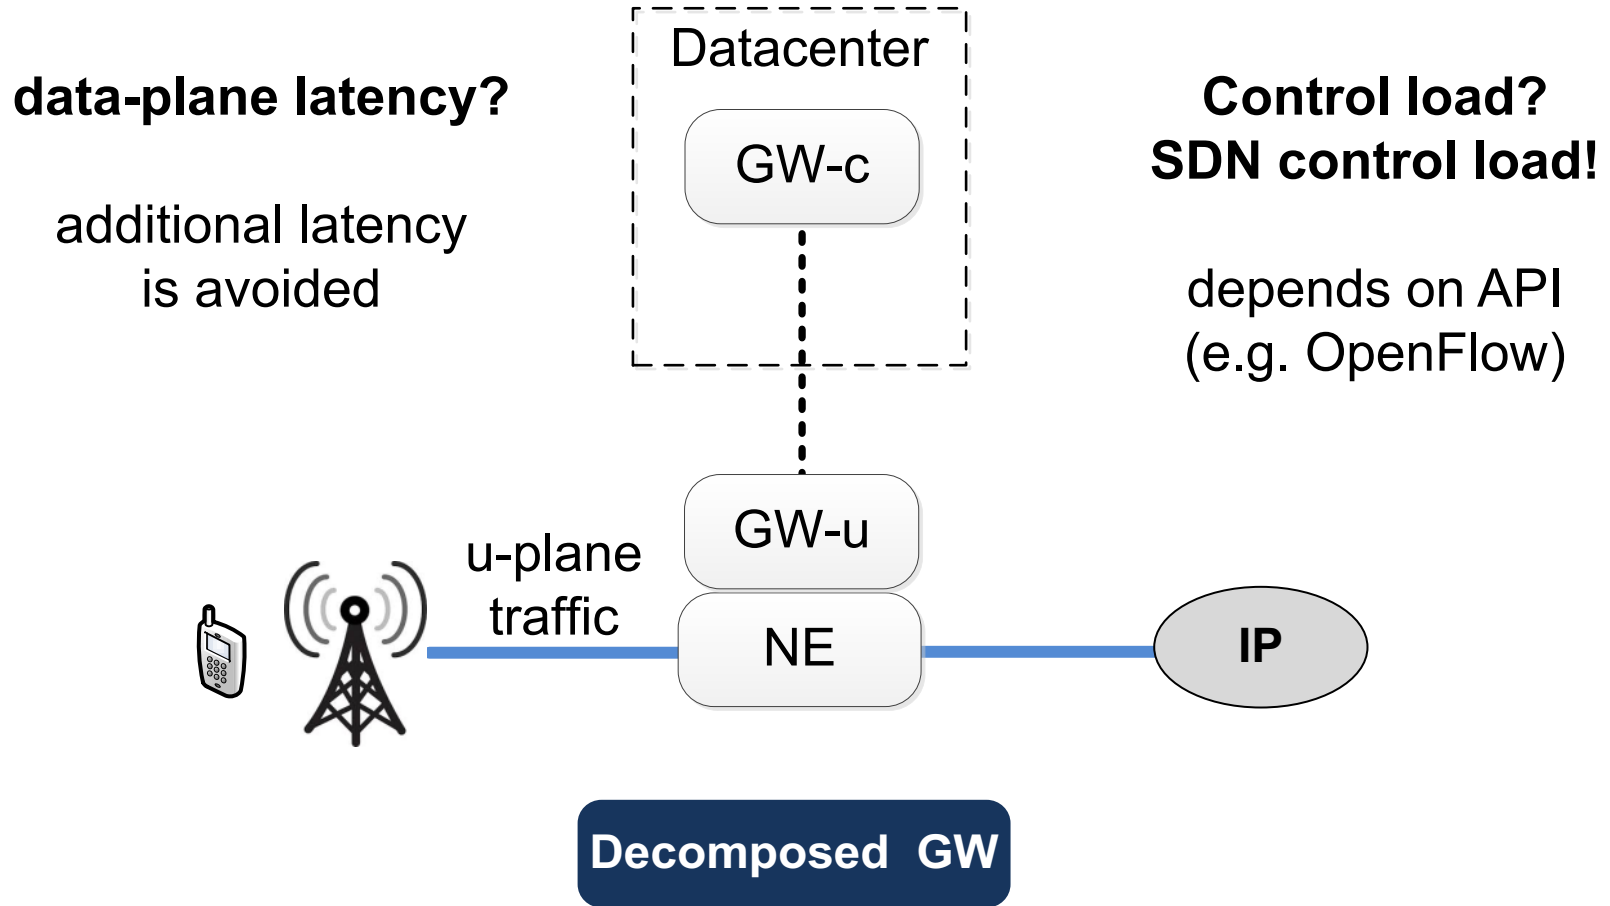 data-plane latency?
additional latency
is avoided
Datacenter
GW-c
Control load?
SDN control load!
depends on API
(e.g. OpenFlow)
GW-u
u-plane
traffic
NE
IP
Decomposed GW